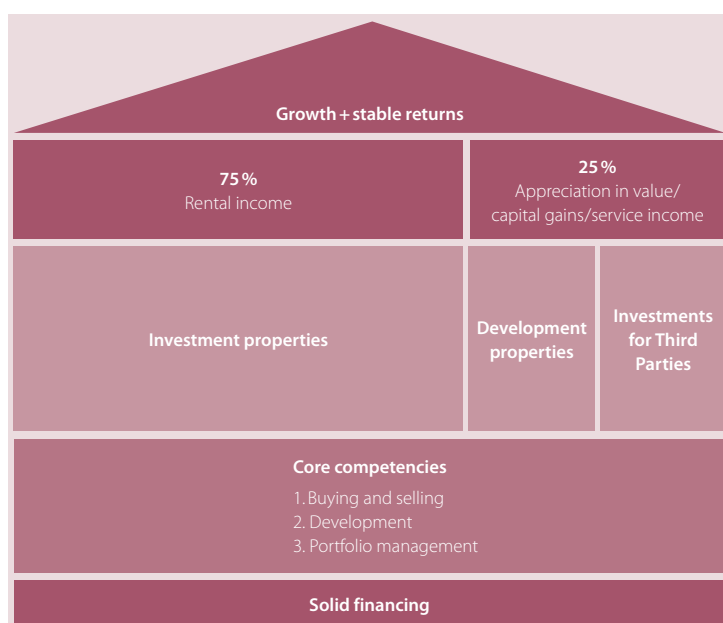 Growth + stable returns
75 %
Rental income
25 %
Appreciation in value/
capital gains/service income
Investment properties
Development
properties
Investments
for Third
Parties
Core competencies
1. Buying and selling
2. Development
3. Portfolio management
Solid financing